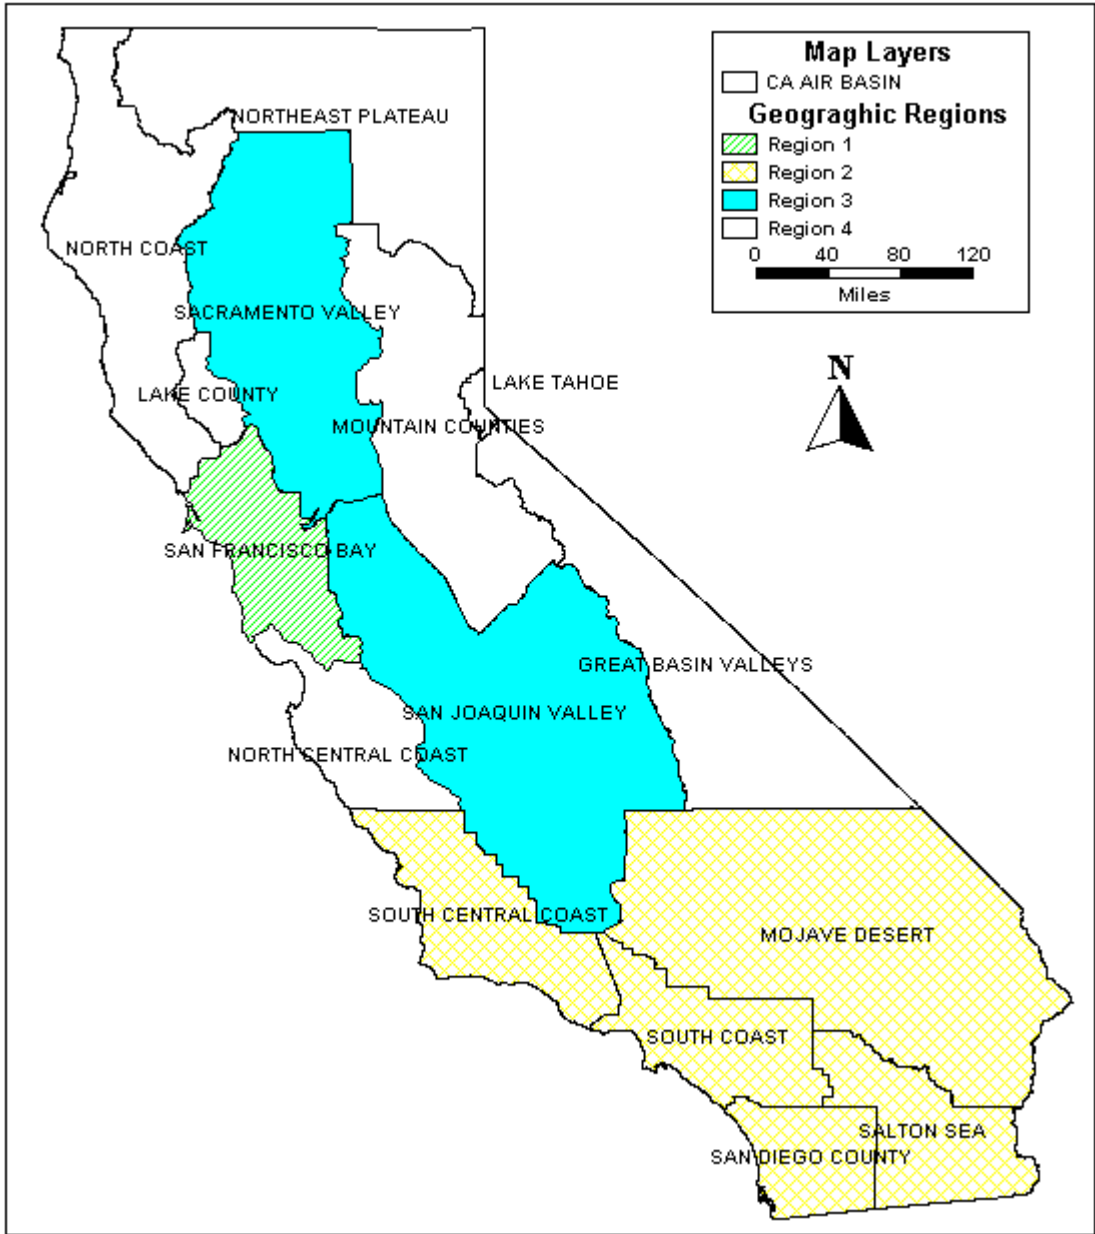 Map Layers
CA AIR BASIN
Geograghic Regions
Region 1
Region 2
Region 3
Region 4
0 40 80 120
Miles
N
NORTHEAST PLATEAU
NORTH COAST
SACRAMENTO VALLEY
LAKE COUNTY
LAKE TAHOE
MOUNTAIN COUNTIES
SAN FRANCISCO BAY
GREAT BASIN VALLEYS
SAN JOAQUIN VALLEY
NORTH CENTRAL COAST
SOUTH CENTRAL COAST
MOJAVE DESERT
SOUTH COAST
SALTON SEA
SAN DIEGO COUNTY